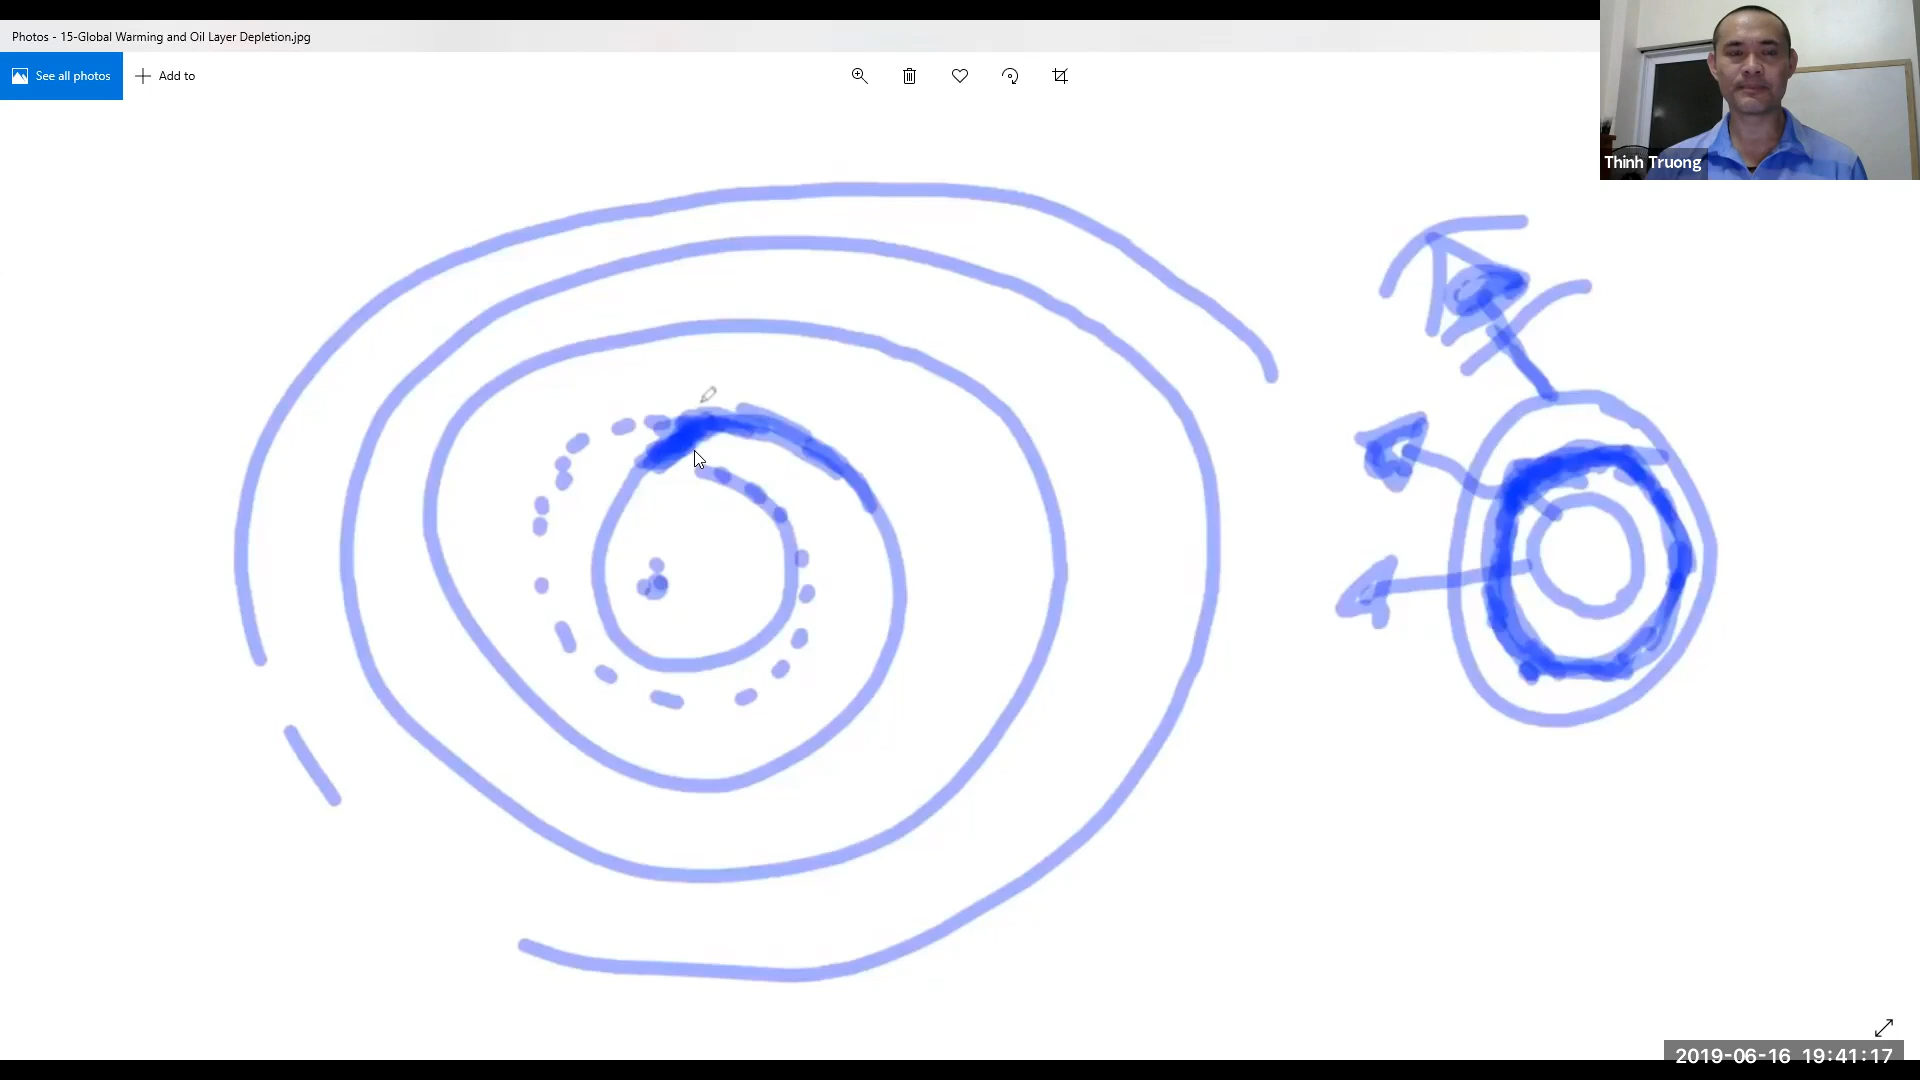 Photos - 15-Global Warming and Oil Layer Depletion.jpg
See all photos
Add to
Thinh Truong
2019-06-16 19:41:17